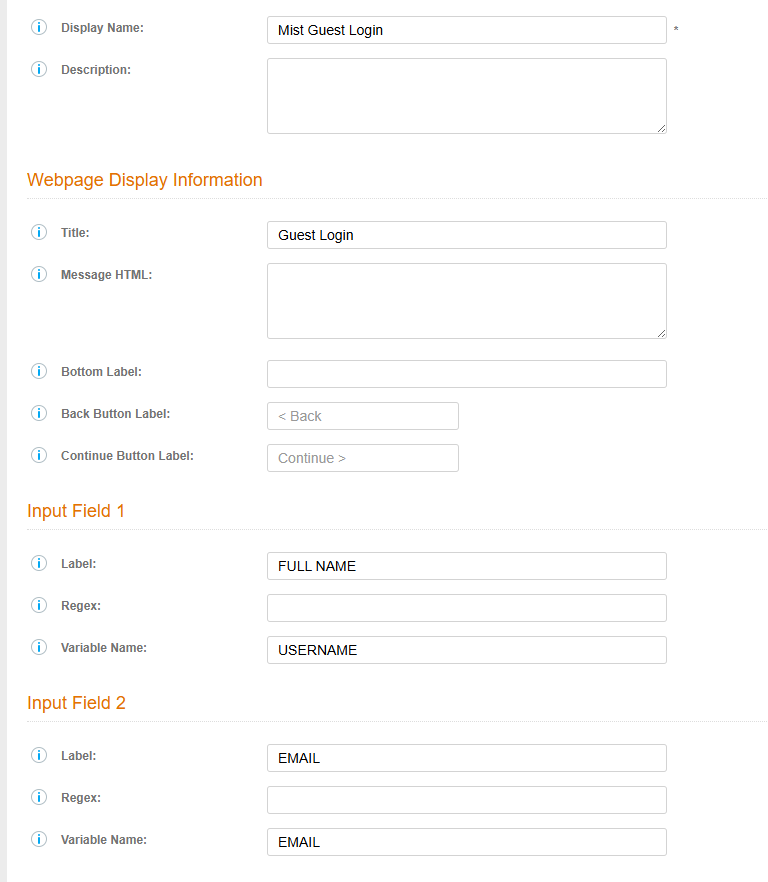 Display Name: Mist Guest Login *
Description:
Webpage Display Information
Title: Guest Login
Message HTML:
Bottom Label:
Back Button Label: < Back
Continue Button Label: Continue >
Input Field 1
Label: FULL NAME
Regex:
Variable Name: USERNAME
Input Field 2
Label: EMAIL
Regex:
Variable Name: EMAIL